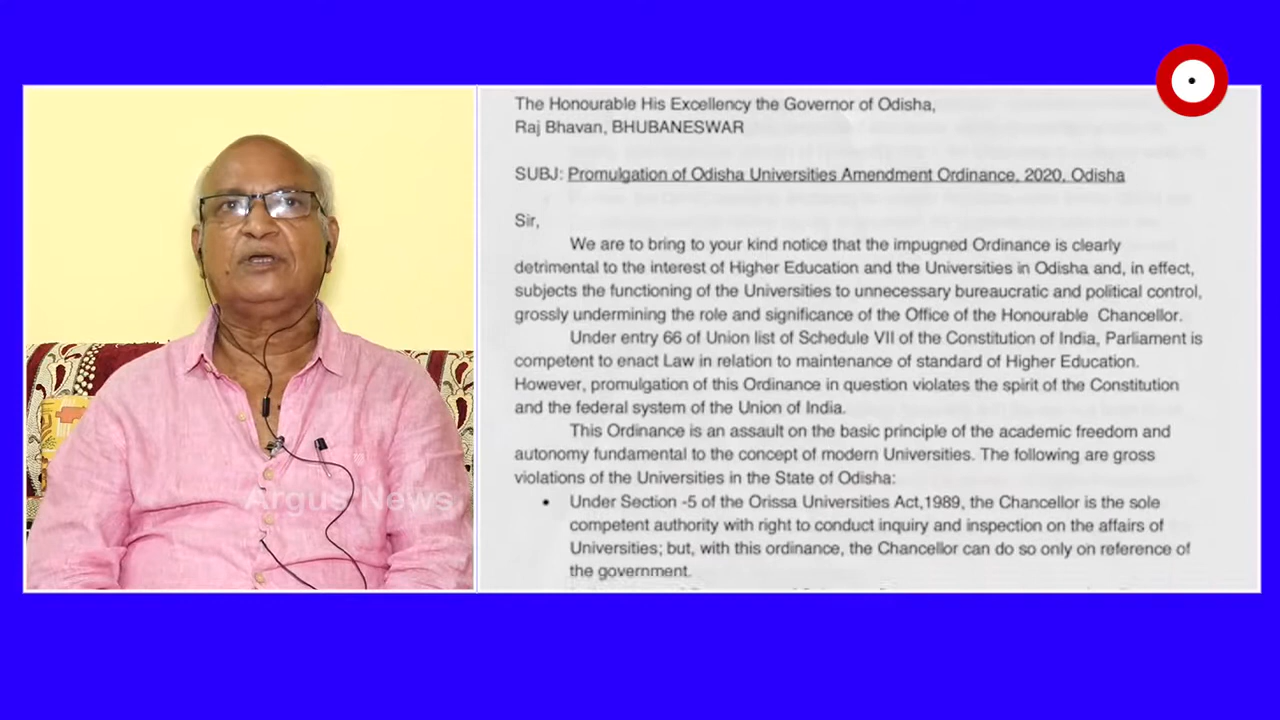 The Honourable His Excellency the Governor of Odisha,
Raj Bhavan, BHUBANESWAR
SUBJ: Promulgation of Odisha Universities Amendment Ordinance, 2020, Odisha
Sir,
We are to bring to your kind notice that the impugned Ordinance is clearly
detrimental to the interest of Higher Education and the Universities in Odisha and, in effect,
subjects the functioning of the Universities to unnecessary bureaucratic and political control,
grossly undermining the role and significance of the Office of the Honourable Chancellor.
Under entry 66 of Union list of Schedule VII of the Constitution of India, Parliament is
competent to enact Law in relation to maintenance of standard of Higher Education.
However, promulgation of this Ordinance in question violates the spirit of the Constitution
and the federal system of the Union of India.
This Ordinance is an assault on the basic principle of the academic freedom and
autonomy fundamental to the concept of modern Universities. The following are gross
violations of the Universities in the State of Odisha:
• Under Section -5 of the Orissa Universities Act,1989, the Chancellor is the sole
competent authority with right to conduct inquiry and inspection on the affairs of
Universities; but, with this ordinance, the Chancellor can do so only on reference of
the government.
Argus News